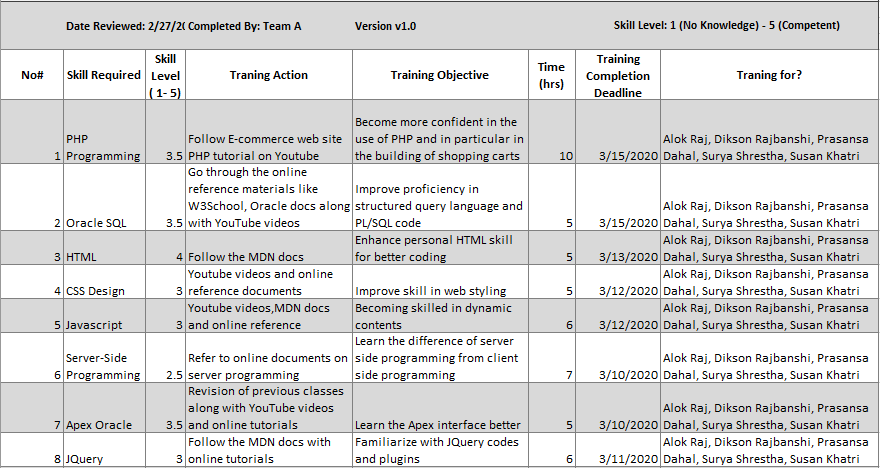 Date Reviewed: 2/27/20 Completed By: Team A Version v1.0 Skill Level: 1 (No Knowledge) - 5 (Competent)
No# Skill Required Skill Level ( 1- 5) Traning Action Training Objective Time (hrs) Training Completion Deadline Traning for?
1 PHP Programming 3.5 Follow E-commerce web site PHP tutorial on Youtube Become more confident in the use of PHP and in particular in the building of shopping carts 10 3/15/2020 Alok Raj, Dikson Rajbanshi, Prasansa Dahal, Surya Shrestha, Susan Khatri
2 Oracle SQL 3.5 Go through the online reference materials like W3School, Oracle docs along with YouTube videos Improve proficiency in structured query language and PL/SQL code 5 3/15/2020 Alok Raj, Dikson Rajbanshi, Prasansa Dahal, Surya Shrestha, Susan Khatri
3 HTML 4 Follow the MDN docs Enhance personal HTML skill for better coding 5 3/13/2020 Alok Raj, Dikson Rajbanshi, Prasansa Dahal, Surya Shrestha, Susan Khatri
4 CSS Design 3 Youtube videos and online reference documents Improve skill in web styling 5 3/12/2020 Alok Raj, Dikson Rajbanshi, Prasansa Dahal, Surya Shrestha, Susan Khatri
5 Javascript 3 Youtube videos,MDN docs and online reference Becoming skilled in dynamic contents 6 3/12/2020 Alok Raj, Dikson Rajbanshi, Prasansa Dahal, Surya Shrestha, Susan Khatri
6 Server-Side Programming 2.5 Refer to online documents on server programming Learn the difference of server side programming from client side programming 7 3/10/2020 Alok Raj, Dikson Rajbanshi, Prasansa Dahal, Surya Shrestha, Susan Khatri
7 Apex Oracle 3.5 Revision of previous classes along with YouTube videos and online tutorials Learn the Apex interface better 5 3/10/2020 Alok Raj, Dikson Rajbanshi, Prasansa Dahal, Surya Shrestha, Susan Khatri
8 JQuery 3 Follow the MDN docs with online tutorials Familiarize with JQuery codes and plugins 6 3/11/2020 Alok Raj, Dikson Rajbanshi, Prasansa Dahal, Surya Shrestha, Susan Khatri